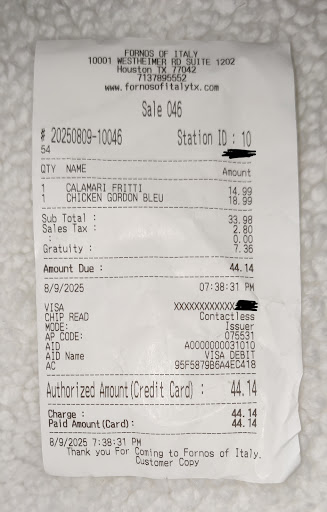 FORNOS OF ITALY
10001 WESTHEIMER RD SUITE 1202
Houston TX 77042
7137895552
www.fornosofitalytx.com
Sale 046
# 20250809-10046 Station ID : 10
54
QTY NAME Amount
1 CALAMARI FRITTI 14.99
1 CHICKEN GORDON BLEU 18.99
Sub Total : 33.98
Sales Tax : 2.80
: 0.00
Gratuity : 7.36
Amount Due : 44.14
8/9/2025 07:38:31 PM
VISA XXXXXXXXXXXX
CHIP READ Contactless
MODE: Issuer
AP CODE: 075531
AID A0000000031010
AID Name VISA DEBIT
AC 95F5879B6A4EC418
Authorized Amount(Credit Card) : 44.14
Charge : 44.14
Paid Amount(Card): 44.14
8/9/2025 7:38:31 PM
Thank you For Coming to Fornos of Italy.
Customer Copy